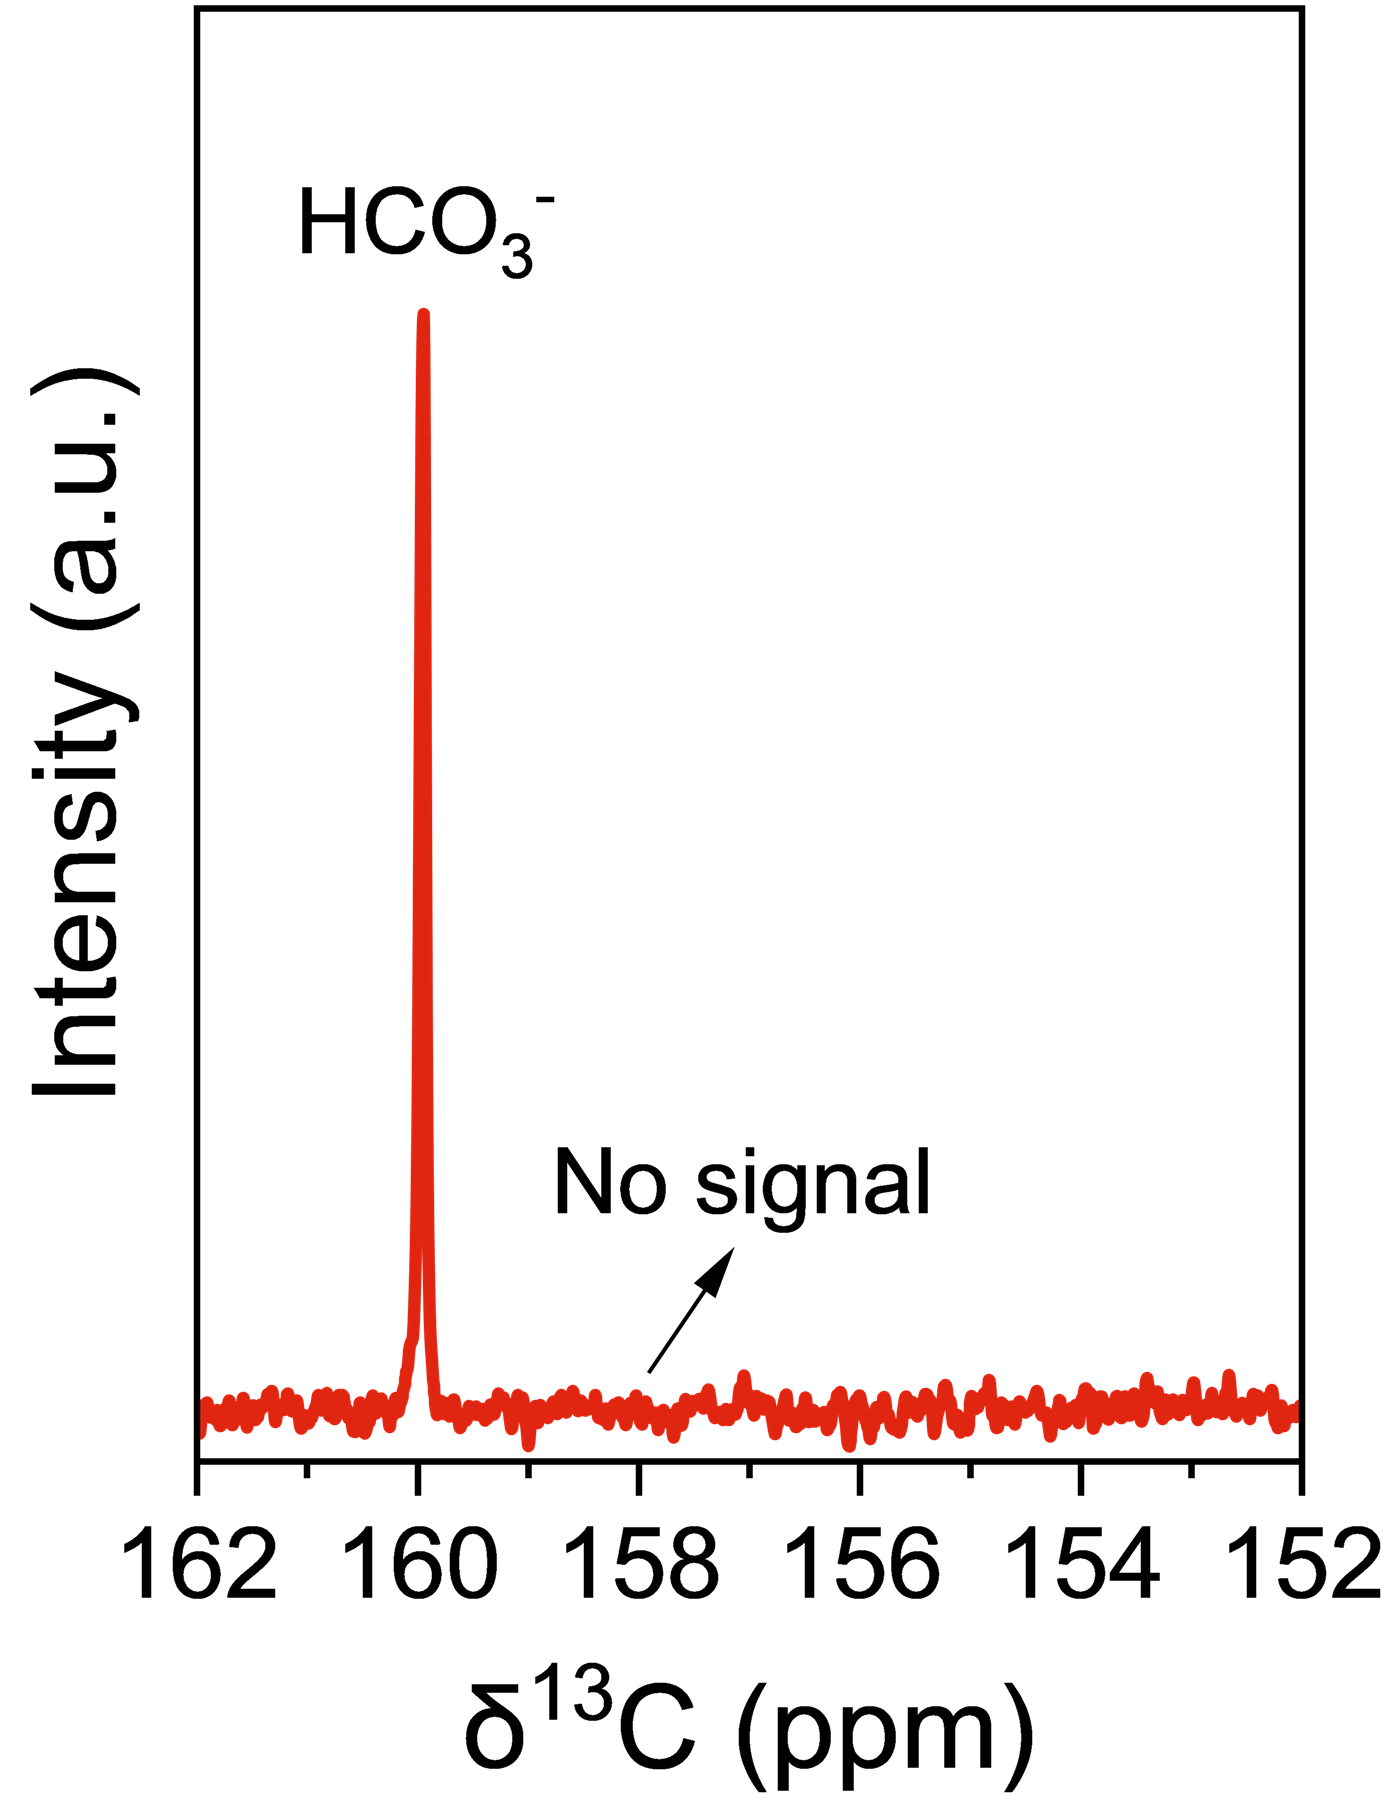 HCO₃⁻
Intensity (a.u.)
No signal
162 160 158 156 154 152
δ¹³C (ppm)